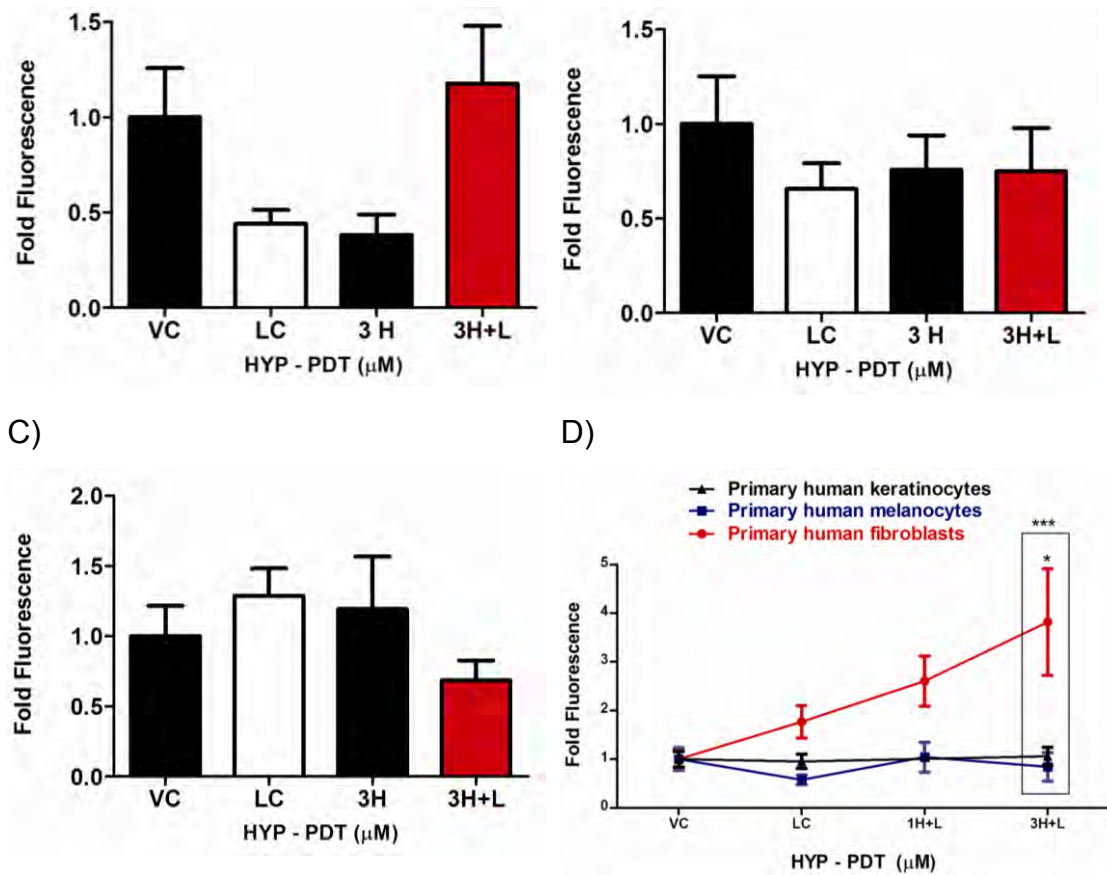 1.5
1.0
0.5
0.0
Fold Fluorescence
VC LC 3 H 3H+L
HYP - PDT (μM)
1.5
1.0
0.5
0.0
Fold Fluorescence
VC LC 3 H 3H+L
HYP - PDT (μM)
C)
2.0
1.5
1.0
0.5
0.0
Fold Fluorescence
VC LC 3H 3H+L
HYP - PDT (μM)
D)
Primary human keratinocytes
Primary human melanocytes
Primary human fibroblasts
***
*
5
4
3
2
1
0
Fold Fluorescence
VC LC 1H+L 3H+L
HYP - PDT (μM)